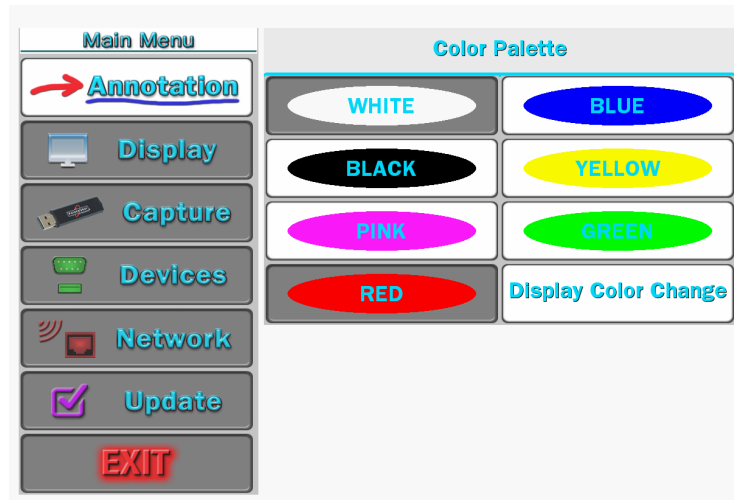 Main Menu
Annotation
Display
Capture
Devices
Network
Update
EXIT
Color Palette
WHITE
BLUE
BLACK
YELLOW
PINK
GREEN
RED
Display Color Change